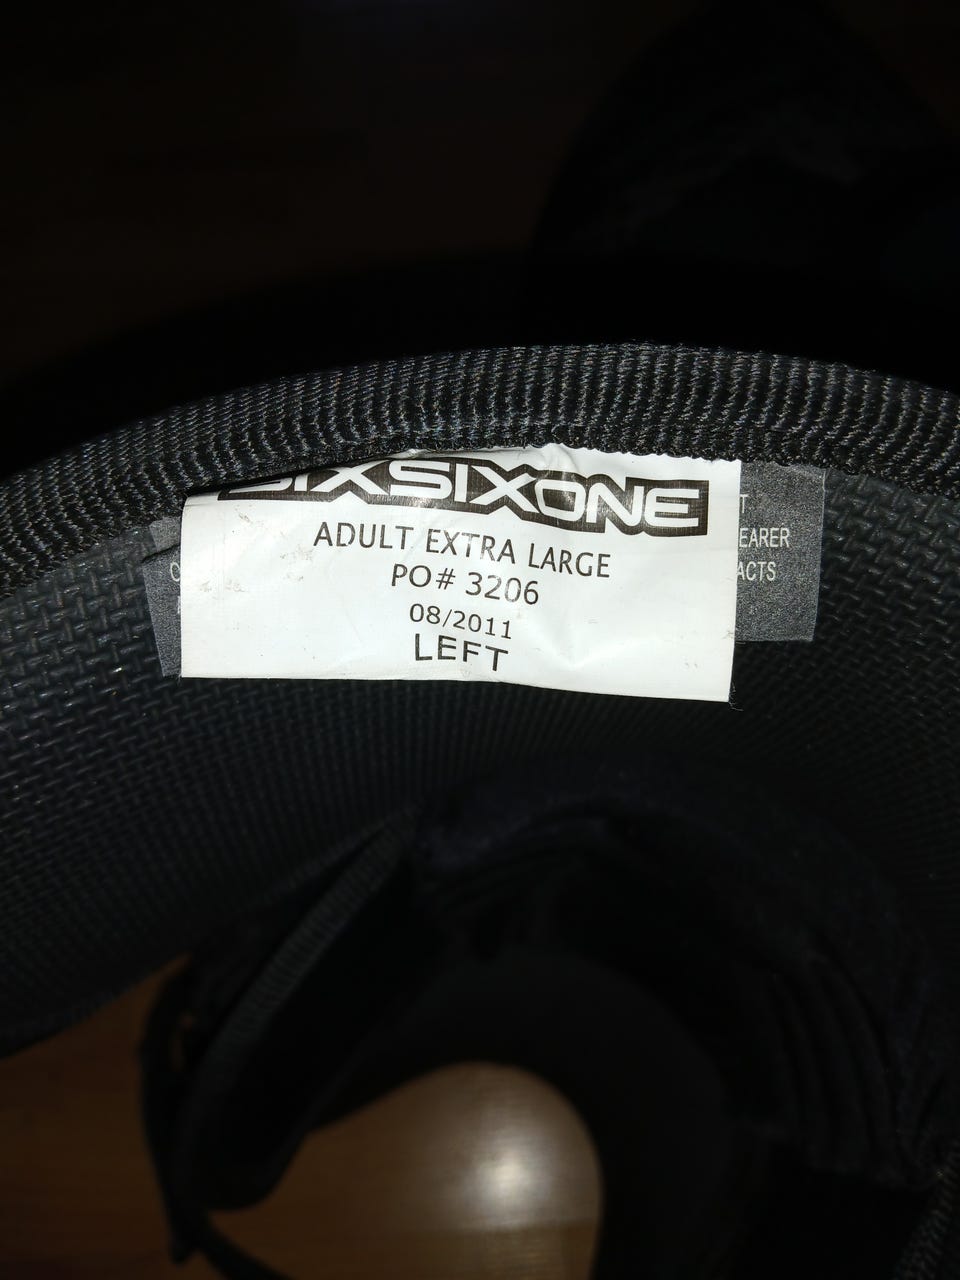 SIXSIXONE
ADULT EXTRA LARGE
PO# 3206
08/2011
LEFT